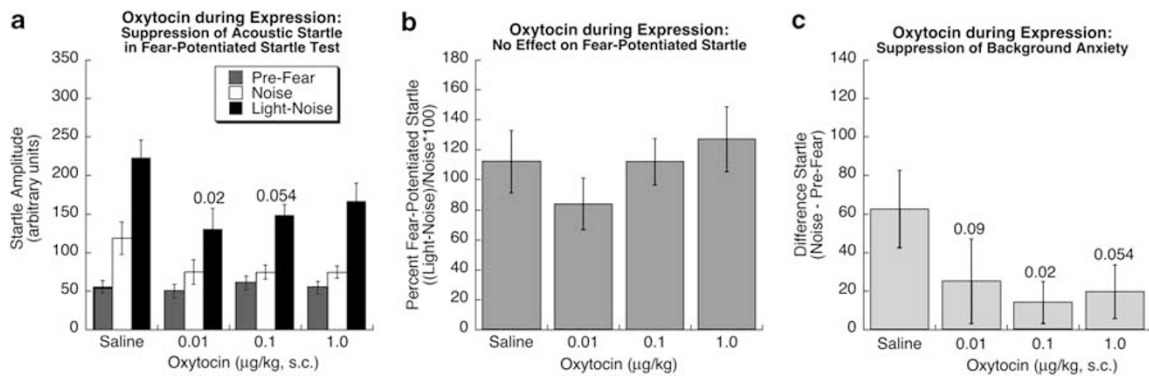 a
Oxytocin during Expression:
Suppression of Acoustic Startle
in Fear-Potentiated Startle Test
350
300
250
200
150
100
50
0
Startle Amplitude
(arbitrary units)
Pre-Fear
Noise
Light-Noise
0.02
0.054
Saline
0.01
0.1
1.0
Oxytocin (μg/kg, s.c.)
b
Oxytocin during Expression:
No Effect on Fear-Potentiated Startle
180
160
140
120
100
80
60
40
20
0
Percent Fear-Potentiated Startle
((Light-Noise)/Noise*100)
Saline
0.01
0.1
1.0
Oxytocin (μg/kg)
c
Oxytocin during Expression:
Suppression of Background Anxiety
140
120
100
80
60
40
20
0
Difference Startle
(Noise - Pre-Fear)
0.09
0.02
0.054
Saline
0.01
0.1
1.0
Oxytocin (μg/kg, s.c.)